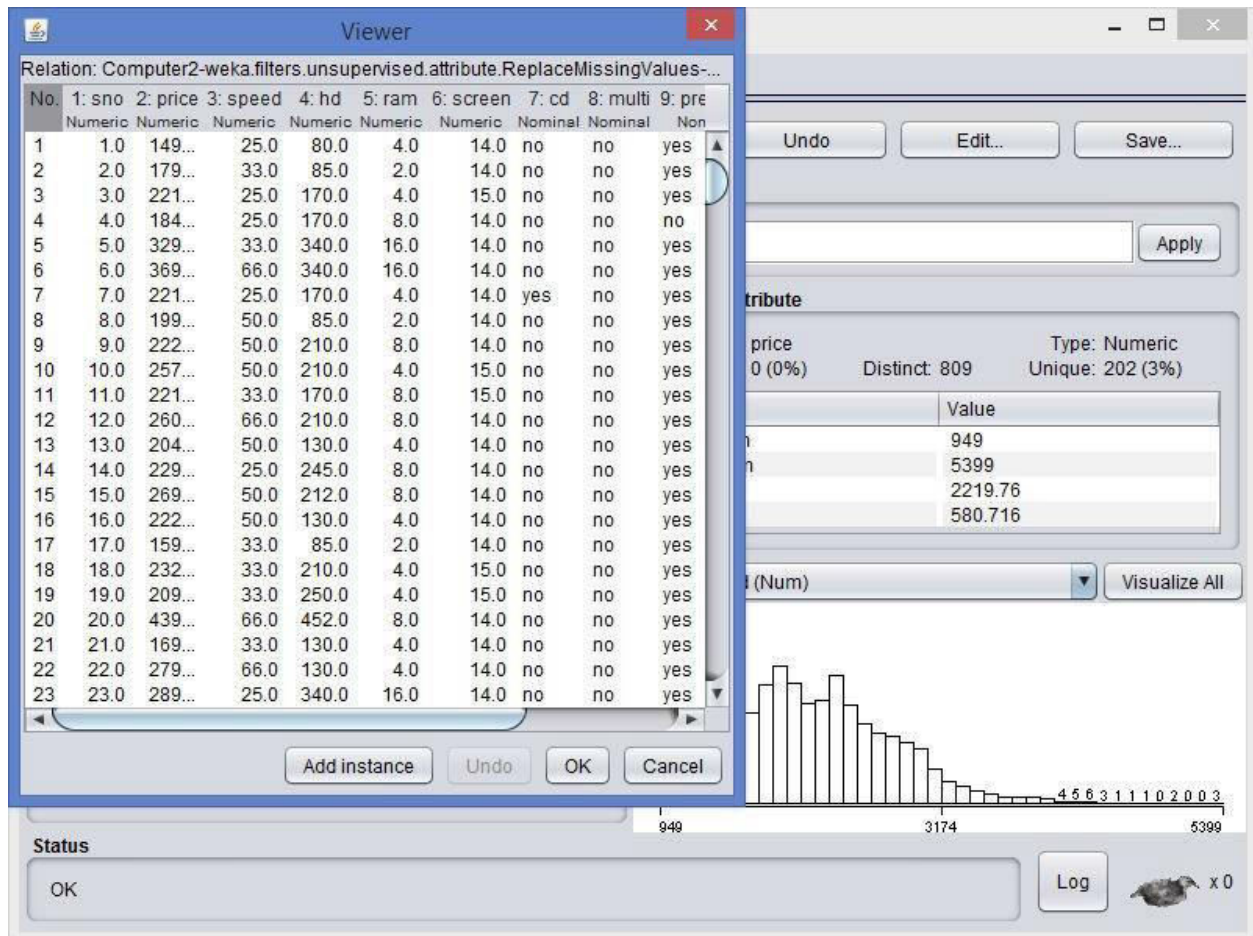 Viewer
Relation: Computer2-weka.filters.unsupervised.attribute.ReplaceMissingValues-...
No. 1: sno 2: price 3: speed 4: hd 5: ram 6: screen 7: cd 8: multi 9: pre
Numeric Numeric Numeric Numeric Numeric Numeric Nominal Nominal Non
1 1.0 149... 25.0 80.0 4.0 14.0 no no yes
2 2.0 179... 33.0 85.0 2.0 14.0 no no yes
3 3.0 221... 25.0 170.0 4.0 15.0 no no yes
4 4.0 184... 25.0 170.0 8.0 14.0 no no no
5 5.0 329... 33.0 340.0 16.0 14.0 no no yes
6 6.0 369... 66.0 340.0 16.0 14.0 no no yes
7 7.0 221... 25.0 170.0 4.0 14.0 yes no yes
8 8.0 199... 50.0 85.0 2.0 14.0 no no yes
9 9.0 222... 50.0 210.0 8.0 14.0 no no yes
10 10.0 257... 50.0 210.0 4.0 15.0 no no yes
11 11.0 221... 33.0 170.0 8.0 15.0 no no yes
12 12.0 260... 66.0 210.0 8.0 14.0 no no yes
13 13.0 204... 50.0 130.0 4.0 14.0 no no yes
14 14.0 229... 25.0 245.0 8.0 14.0 no no yes
15 15.0 269... 50.0 212.0 8.0 14.0 no no yes
16 16.0 222... 50.0 130.0 4.0 14.0 no no yes
17 17.0 159... 33.0 85.0 2.0 14.0 no no yes
18 18.0 232... 33.0 210.0 4.0 15.0 no no yes
19 19.0 209... 33.0 250.0 4.0 15.0 no no yes
20 20.0 439... 66.0 452.0 8.0 14.0 no no yes
21 21.0 169... 33.0 130.0 4.0 14.0 no no yes
22 22.0 279... 66.0 130.0 4.0 14.0 no no yes
23 23.0 289... 25.0 340.0 16.0 14.0 no no yes
Add instance Undo OK Cancel
Undo Edit... Save...
Apply
tribute
price Type: Numeric
0 (0%) Distinct: 809 Unique: 202 (3%)
Value
949
5399
2219.76
580.716
(Num) Visualize All
4 5 6 3 1 1 1 0 2 0 0 3
949 3174 5399
Status
OK Log x 0